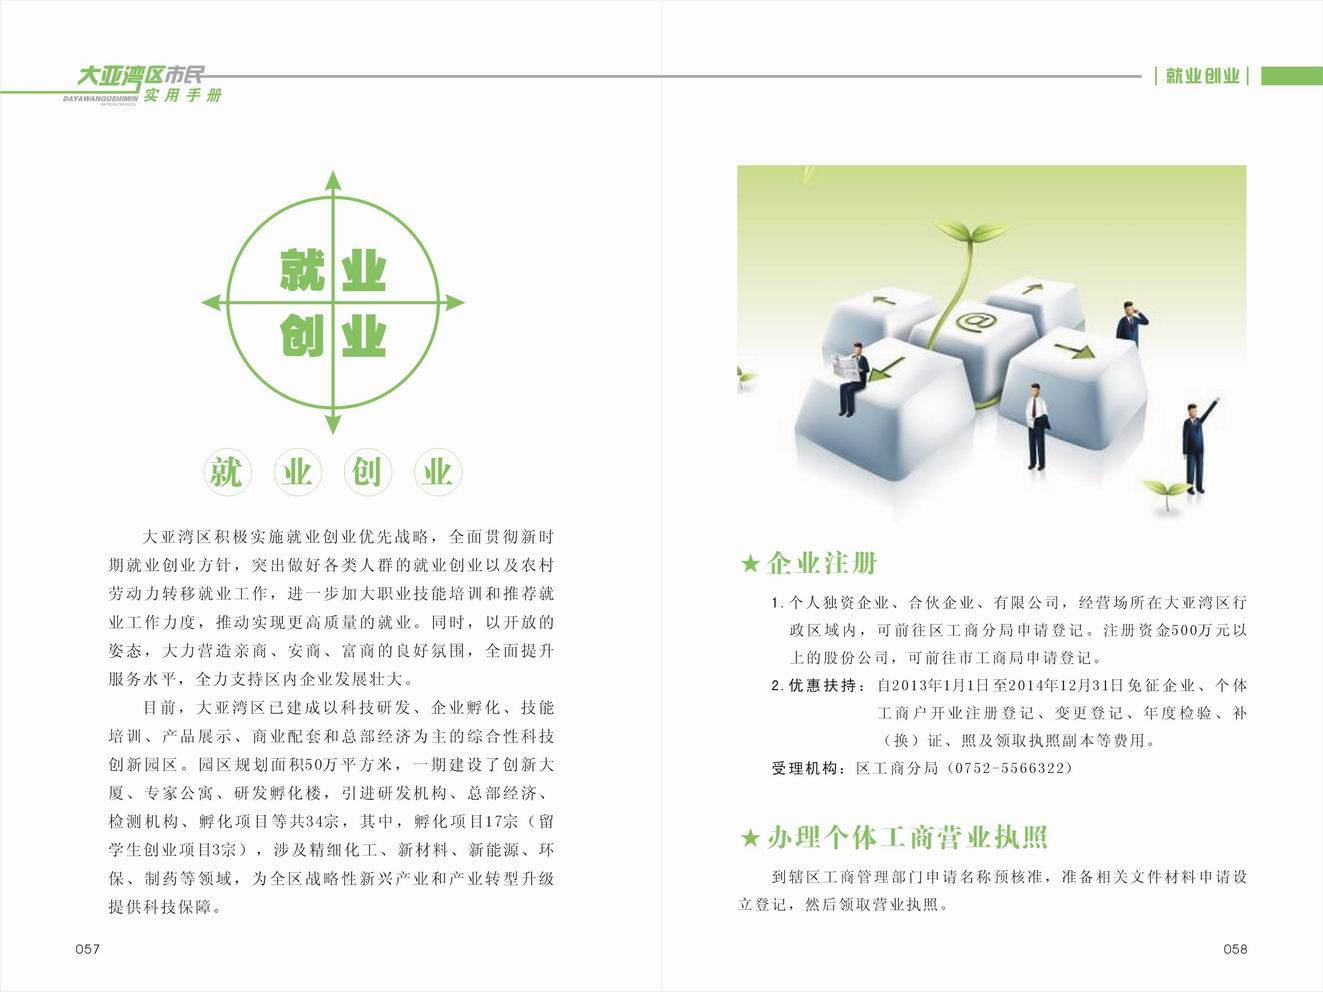 大亚湾区市民
DAYAWANQUSHIMIN
实用手册
就业
创业
就业创业
大亚湾区积极实施就业创业优先战略，全面贯彻新时
期就业创业方针，突出做好各类人群的就业创业以及农村
劳动力转移就业工作，进一步加大职业技能培训和推荐就
业工作力度，推动实现更高质量的就业。同时，以开放的
姿态，大力营造亲商、安商、富商的良好氛围，全面提升
服务水平，全力支持区内企业发展壮大。
目前，大亚湾区已建成以科技研发、企业孵化、技能
培训、产品展示、商业配套和总部经济为主的综合性科技
创新园区。园区规划面积50万平方米，一期建设了创新大
厦、专家公寓、研发孵化楼，引进研发机构、总部经济、
检测机构、孵化项目等共34宗，其中，孵化项目17宗（留
学生创业项目3宗），涉及精细化工、新材料、新能源、环
保、制药等领域，为全区战略性新兴产业和产业转型升级
提供科技保障。
057
就业创业
@
★企业注册
1.个人独资企业、合伙企业、有限公司，经营场所在大亚湾区行
政区域内，可前往区工商分局申请登记。注册资金500万元以
上的股份公司，可前往市工商局申请登记。
2.优惠扶持：自2013年1月1日至2014年12月31日免征企业、个体
工商户开业注册登记、变更登记、年度检验、补
（换）证、照及领取执照副本等费用。
受理机构：区工商分局（0752-5566322）
★办理个体工商营业执照
到辖区工商管理部门申请名称预核准，准备相关文件材料申请设
立登记，然后领取营业执照。
058